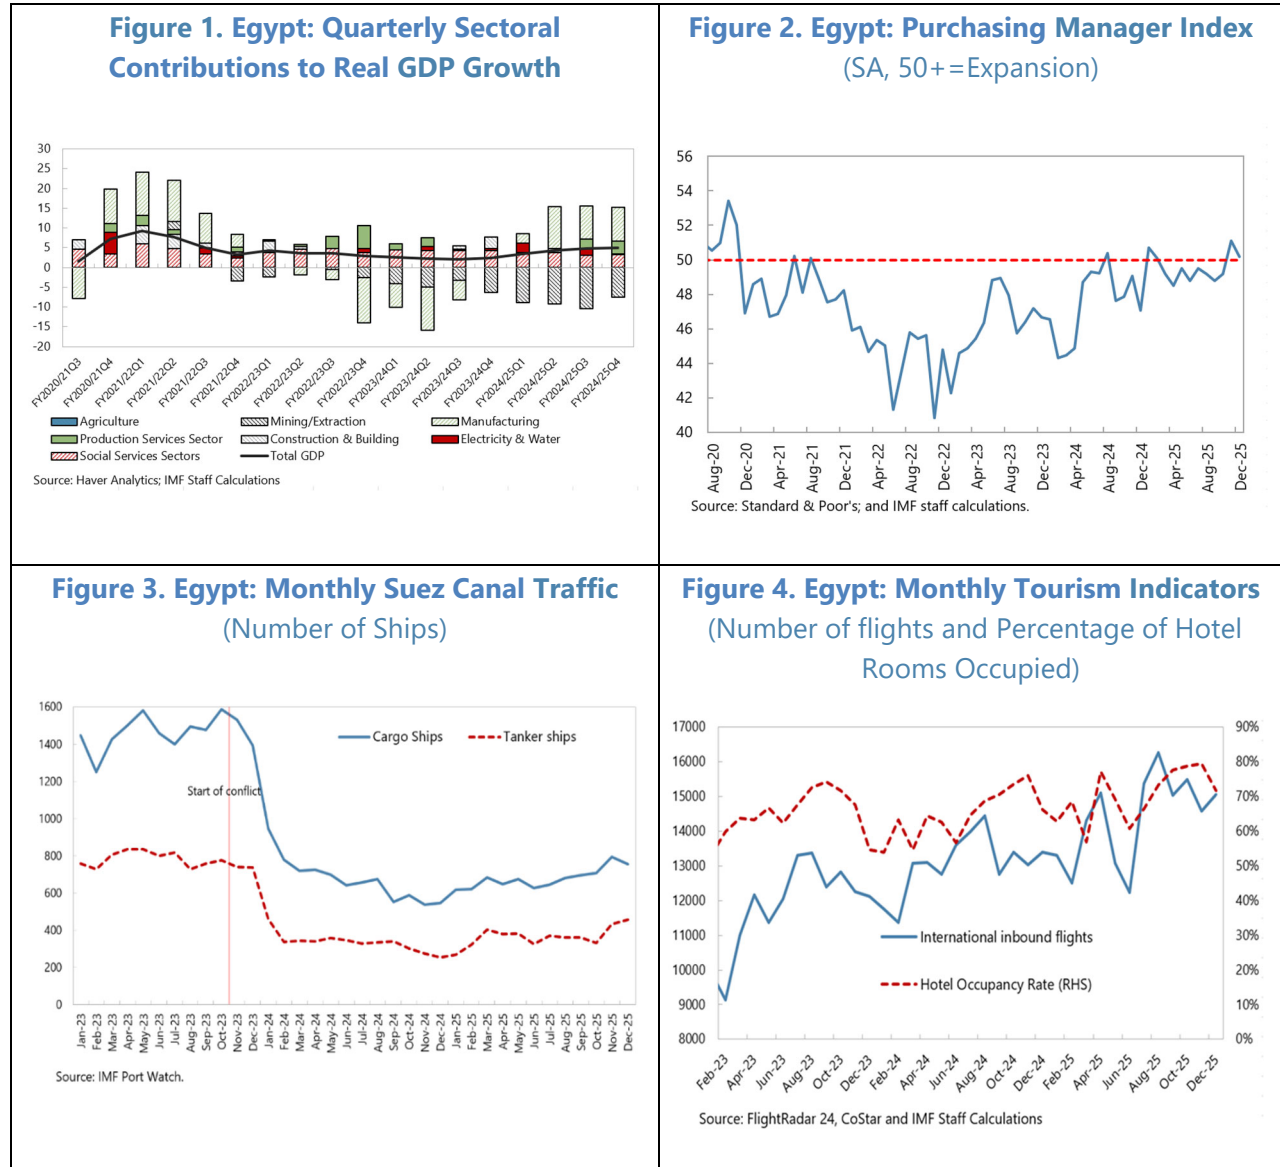 Figure 1. Egypt: Quarterly Sectoral
Contributions to Real GDP Growth
30
25
20
15
10
5
0
-5
-10
-15
-20
FY2020/21Q3
FY2020/21Q4
FY2021/22Q1
FY2021/22Q2
FY2021/22Q3
FY2021/22Q4
FY2022/23Q1
FY2022/23Q2
FY2022/23Q3
FY2022/23Q4
FY2023/24Q1
FY2023/24Q2
FY2023/24Q3
FY2023/24Q4
FY2024/25Q1
FY2024/25Q2
FY2024/25Q3
FY2024/25Q4
Agriculture Mining/Extraction Manufacturing
Production Services Sector Construction & Building Electricity & Water
Social Services Sectors Total GDP
Source: Haver Analytics; IMF Staff Calculations
Figure 2. Egypt: Purchasing Manager Index
(SA, 50+=Expansion)
56
54
52
50
48
46
44
42
40
Aug-20
Dec-20
Apr-21
Aug-21
Dec-21
Apr-22
Aug-22
Dec-22
Apr-23
Aug-23
Dec-23
Apr-24
Aug-24
Dec-24
Apr-25
Aug-25
Dec-25
Source: Standard & Poor's; and IMF staff calculations.
Figure 3. Egypt: Monthly Suez Canal Traffic
(Number of Ships)
1600
1400
1200
1000
800
600
400
200
0
Cargo Ships Tanker ships
Start of conflict
Jan-23
Feb-23
Mar-23
Apr-23
May-23
Jun-23
Jul-23
Aug-23
Sep-23
Oct-23
Nov-23
Dec-23
Jan-24
Feb-24
Mar-24
Apr-24
May-24
Jun-24
Jul-24
Aug-24
Sep-24
Oct-24
Nov-24
Dec-24
Jan-25
Feb-25
Mar-25
Apr-25
May-25
Jun-25
Jul-25
Aug-25
Sep-25
Oct-25
Nov-25
Dec-25
Source: IMF Port Watch.
Figure 4. Egypt: Monthly Tourism Indicators
(Number of flights and Percentage of Hotel
Rooms Occupied)
17000
16000
15000
14000
13000
12000
11000
10000
9000
8000
90%
80%
70%
60%
50%
40%
30%
20%
10%
0%
International inbound flights
Hotel Occupancy Rate (RHS)
Feb-23
Apr-23
Jun-23
Aug-23
Oct-23
Dec-23
Feb-24
Apr-24
Jun-24
Aug-24
Oct-24
Dec-24
Feb-25
Apr-25
Jun-25
Aug-25
Oct-25
Dec-25
Source: FlightRadar 24, CoStar and IMF Staff Calculations